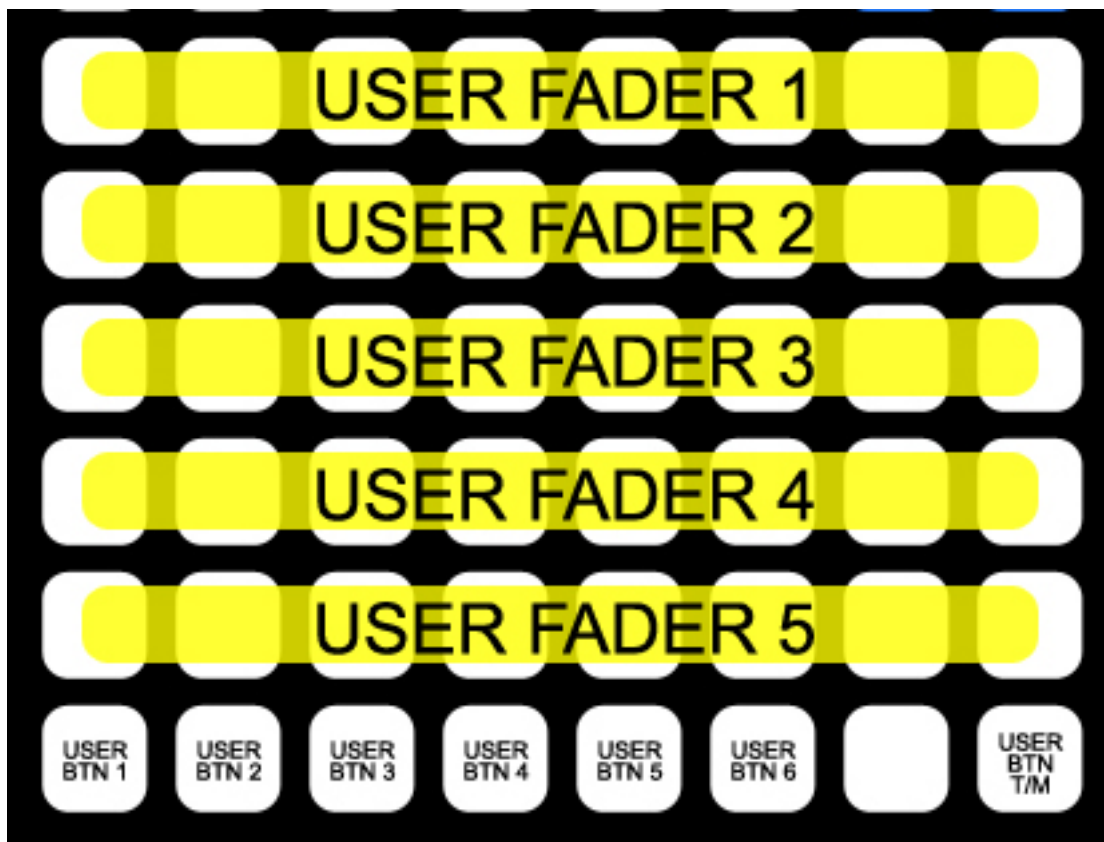 USER FADER 1
USER FADER 2
USER FADER 3
USER FADER 4
USER FADER 5
USER
BTN 1
USER
BTN 2
USER
BTN 3
USER
BTN 4
USER
BTN 5
USER
BTN 6
USER
BTN
T/M